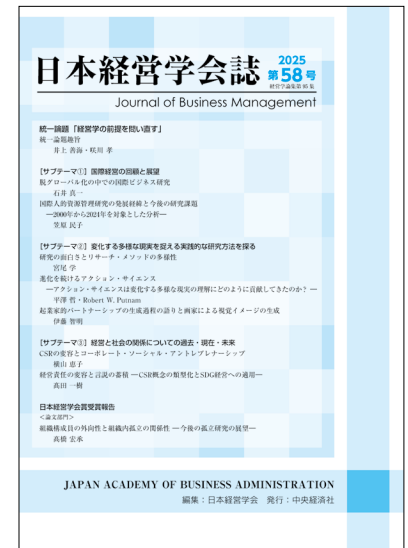 日本経営学会誌
2025
第58号
経営学論集第95集
Journal of Business Management
統一論題「経営学の前提を問い直す」
統一論題趣旨
井上 善海・咲川 孝
［サブテーマ①］国際経営の回顧と展望
脱グローバル化の中での国際ビジネス研究
石井 真一
国際人的資源管理研究の発展経緯と今後の研究課題
―2000年から2024年を対象とした分析―
笠原 民子
［サブテーマ②］変化する多様な現実を捉える実践的な研究方法を探る
研究の面白さとリサーチ・メソッドの多様性
宮尾 学
進化を続けるアクション・サイエンス
―アクション・サイエンスは変化する多様な現実の理解にどのように貢献してきたのか？―
平澤 哲・Robert W. Putnam
起業家的パートナーシップの生成過程の語りと画家による視覚イメージの生成
伊藤 智明
［サブテーマ③］経営と社会の関係についての過去・現在・未来
CSRの変容とコーポレート・ソーシャル・アントレプレナーシップ
横山 恵子
経営責任の変容と言説の蓄積 ―CSR概念の類型化とSDG経営への適用―
髙田 一樹
日本経営学会賞受賞報告
＜論文部門＞
組織構成員の外向性と組織内孤立の関係性 ―今後の孤立研究の展望―
高橋 宏承
JAPAN ACADEMY OF BUSINESS ADMINISTRATION
編集：日本経営学会 発行：中央経済社